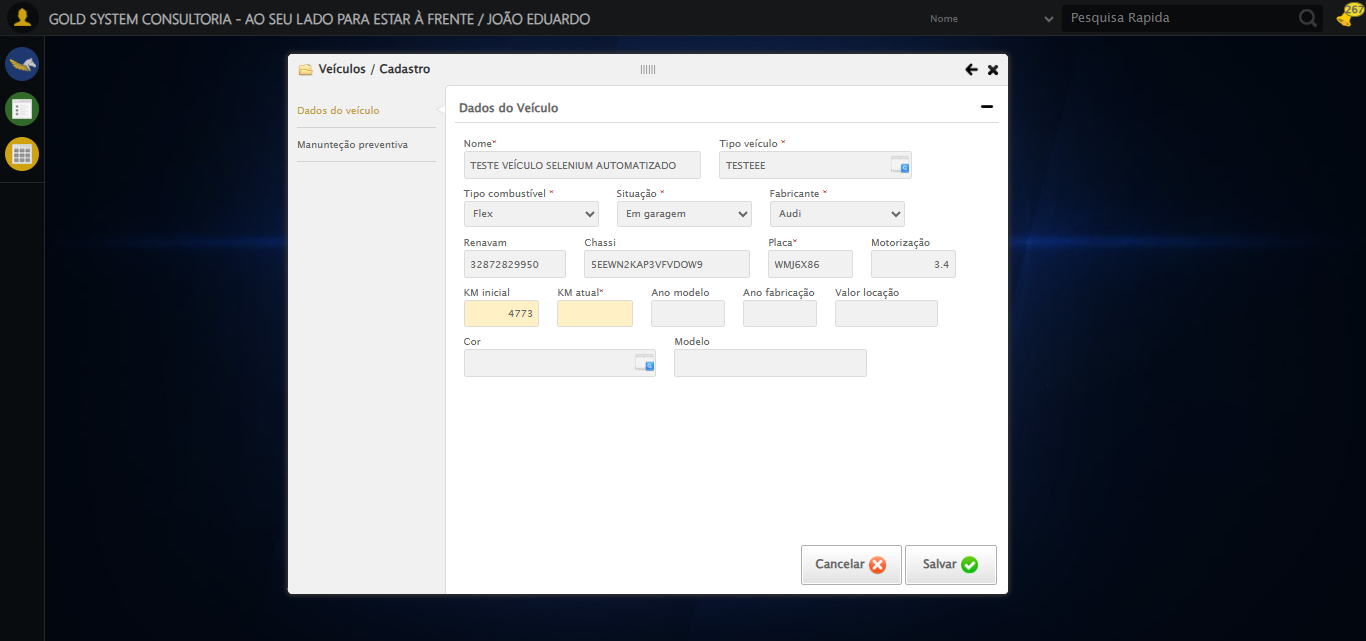 GOLD SYSTEM CONSULTORIA - AO SEU LADO PARA ESTAR À FRENTE / JOÃO EDUARDO
Nome
Pesquisa Rapida
267
Veículos / Cadastro
Dados do veículo
Manunteção preventiva
Dados do Veículo
Nome* Tipo veículo *
TESTE VEÍCULO SELENIUM AUTOMATIZADO TESTEEE
Tipo combustível * Situação * Fabricante *
Flex Em garagem Audi
Renavam Chassi Placa* Motorização
32872829950 5EEWN2KAP3VFVDOW9 WMJ6X86 3.4
KM inicial KM atual* Ano modelo Ano fabricação Valor locação
4773
Cor Modelo
Cancelar Salvar